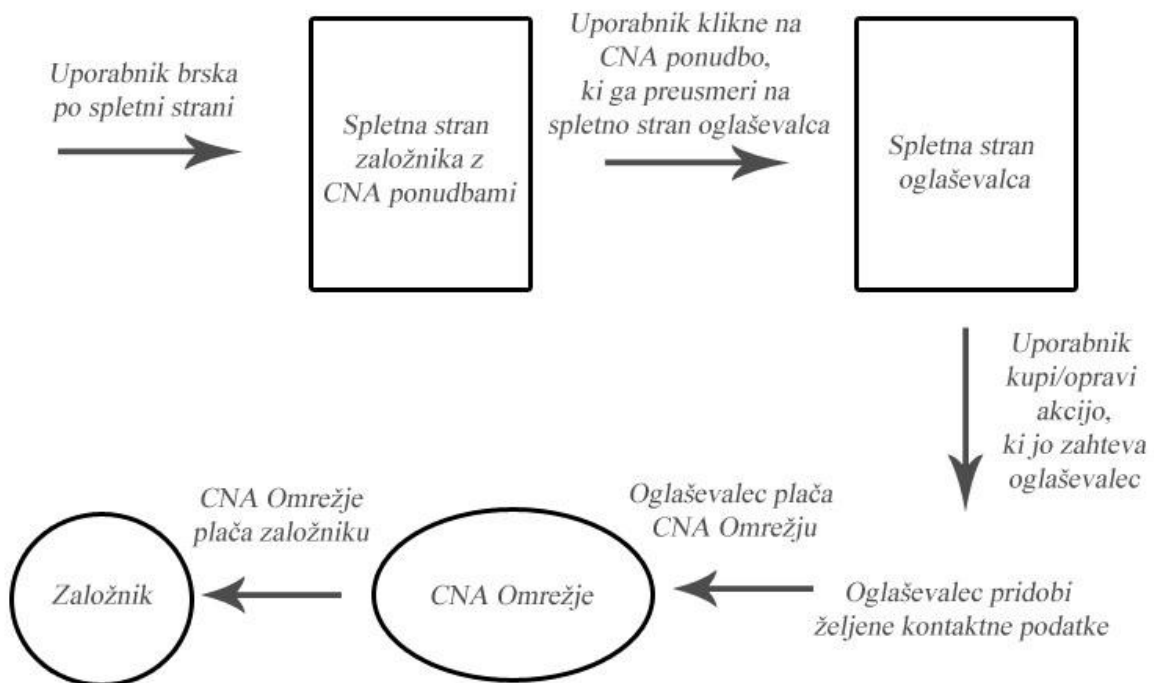 Uporabnik brska
po spletni strani
Spletna stran
založnika z
CNA ponudbami
Uporabnik klikne na
CNA ponudbo,
ki ga preusmeri na
spletno stran oglaševalca
Spletna stran
oglaševalca
Uporabnik
kupi/opravi
akcijo,
ki jo zahteva
oglaševalec
Oglaševalec pridobi
željene kontaktne podatke
Oglaševalec plača
CNA Omrežju
CNA Omrežje
CNA Omrežje
plača založniku
Založnik